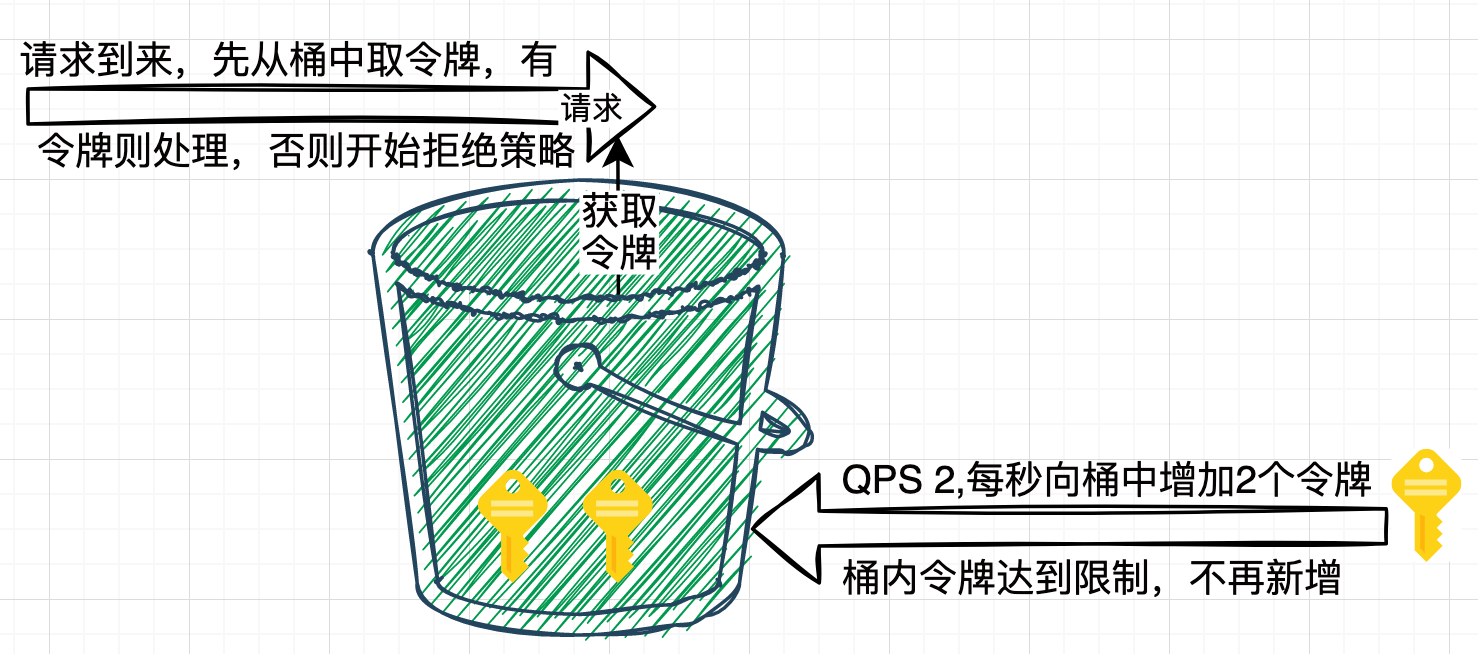 请求到来，先从桶中取令牌，有
请求
令牌则处理，否则开始拒绝策略
获取
令牌
QPS 2,每秒向桶中增加2个令牌
桶内令牌达到限制，不再新增